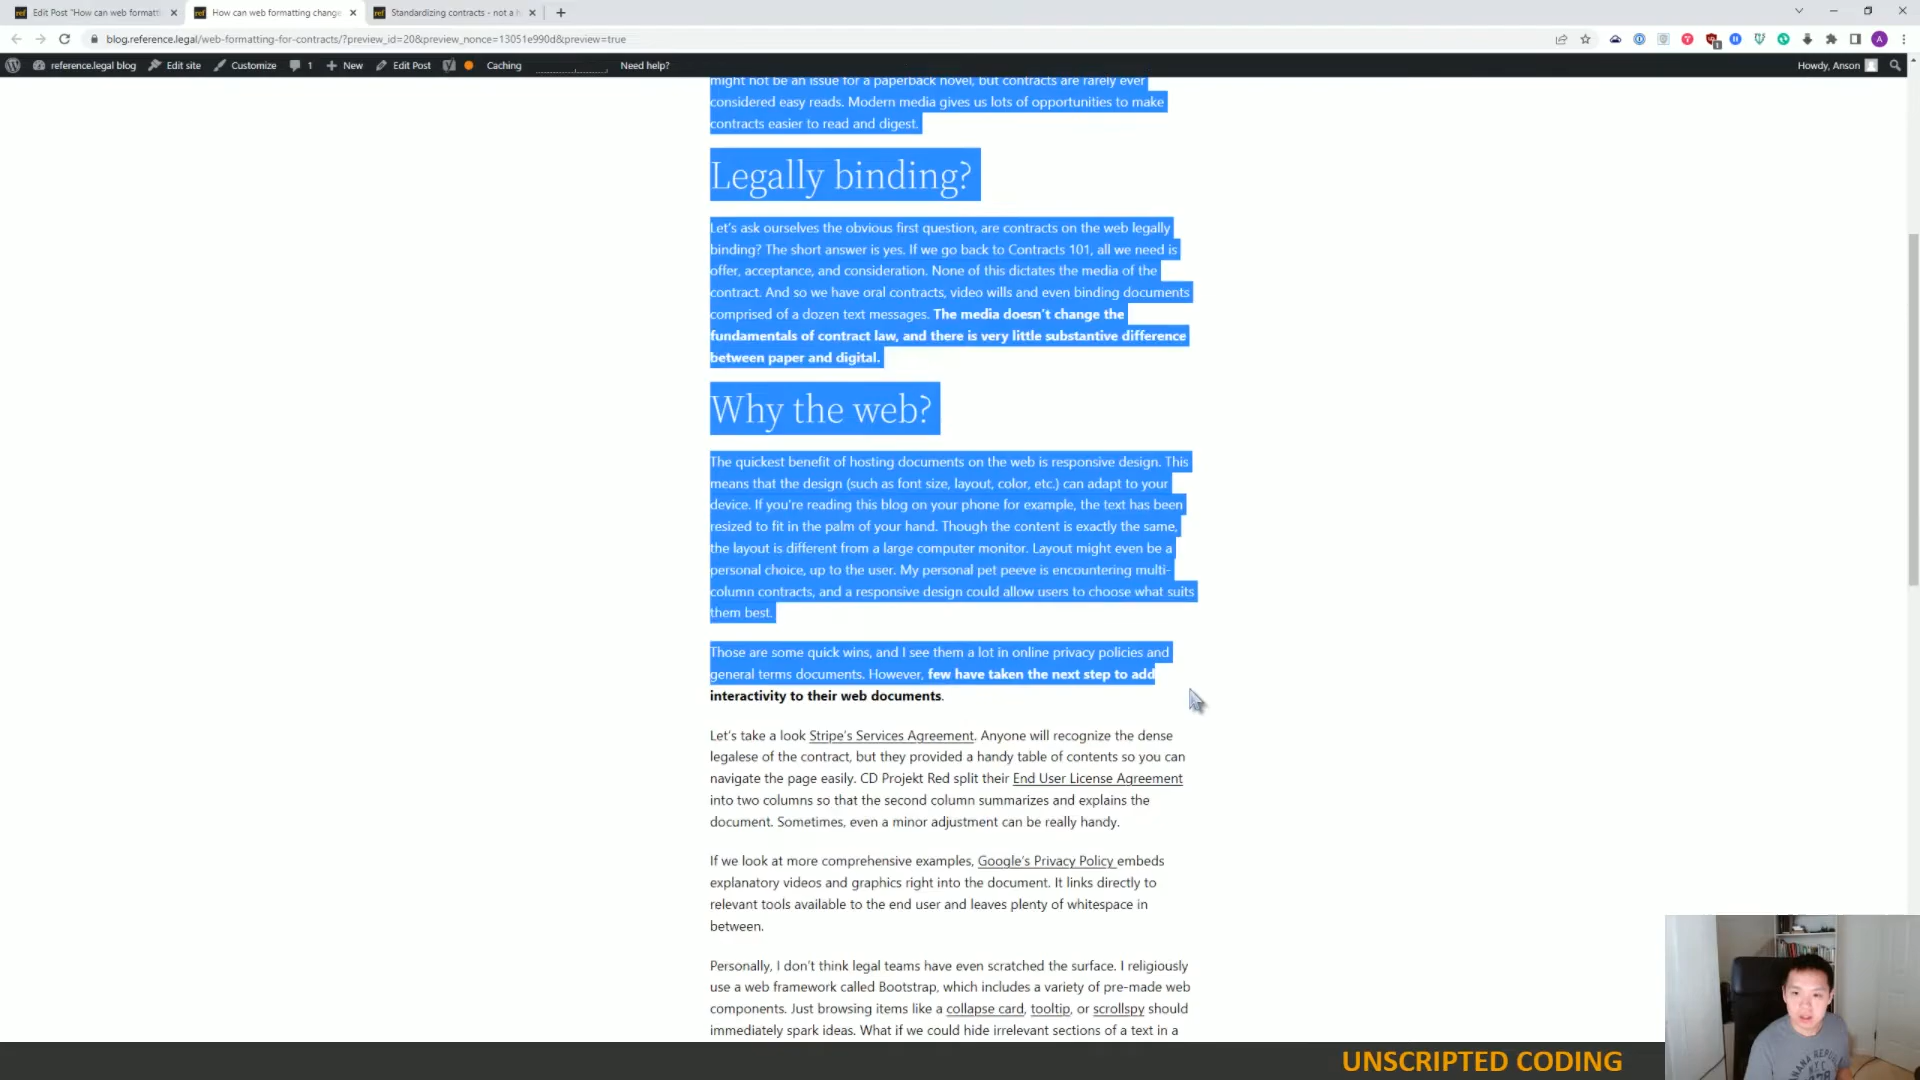 Edit Post "How can web formatti
How can web formatting change
Standardizing contracts - not a h
blog.reference.legal/web-formatting-for-contracts/?preview_id=20&preview_nonce=13051e990d&preview=true
reference.legal blog
Edit site
Customize
1
New
Edit Post
Caching
Need help?
Howdy, Anson
might not be an issue for a paperback novel, but contracts are rarely ever
considered easy reads. Modern media gives us lots of opportunities to make
contracts easier to read and digest.
Legally binding?
Let's ask ourselves the obvious first question, are contracts on the web legally
binding? The short answer is yes. If we go back to Contracts 101, all we need is
offer, acceptance, and consideration. None of this dictates the media of the
contract. And so we have oral contracts, video wills and even binding documents
comprised of a dozen text messages. The media doesn't change the
fundamentals of contract law, and there is very little substantive difference
between paper and digital.
Why the web?
The quickest benefit of hosting documents on the web is responsive design. This
means that the design (such as font size, layout, color, etc.) can adapt to your
device. If you're reading this blog on your phone for example, the text has been
resized to fit in the palm of your hand. Though the content is exactly the same,
the layout is different from a large computer monitor. Layout might even be a
personal choice, up to the user. My personal pet peeve is encountering multi-
column contracts, and a responsive design could allow users to choose what suits
them best.
Those are some quick wins, and I see them a lot in online privacy policies and
general terms documents. However, few have taken the next step to add
interactivity to their web documents.
Let's take a look Stripe's Services Agreement. Anyone will recognize the dense
legalese of the contract, but they provided a handy table of contents so you can
navigate the page easily. CD Projekt Red split their End User License Agreement
into two columns so that the second column summarizes and explains the
document. Sometimes, even a minor adjustment can be really handy.
If we look at more comprehensive examples, Google's Privacy Policy embeds
explanatory videos and graphics right into the document. It links directly to
relevant tools available to the end user and leaves plenty of whitespace in
between.
Personally, I don't think legal teams have even scratched the surface. I religiously
use a web framework called Bootstrap, which includes a variety of pre-made web
components. Just browsing items like a collapse card, tooltip, or scrollspy should
immediately spark ideas. What if we could hide irrelevant sections of a text in a
UNSCRIPTED CODING